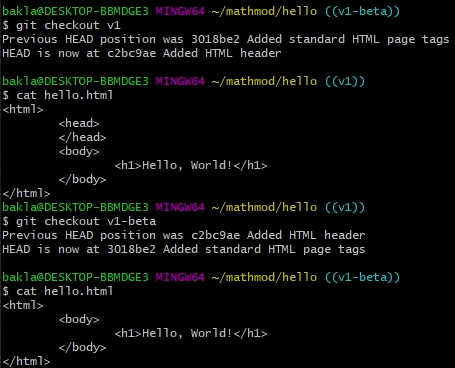 bakla@DESKTOP-BBMDGE3 MINGW64 ~/mathmod/hello ((v1-beta))
$ git checkout v1
Previous HEAD position was 3018be2 Added standard HTML page tags
HEAD is now at c2bc9ae Added HTML header
bakla@DESKTOP-BBMDGE3 MINGW64 ~/mathmod/hello ((v1))
$ cat hello.html
<html>
        <head>
        </head>
        <body>
                <h1>Hello, World!</h1>
        </body>
</html>
bakla@DESKTOP-BBMDGE3 MINGW64 ~/mathmod/hello ((v1))
$ git checkout v1-beta
Previous HEAD position was c2bc9ae Added HTML header
HEAD is now at 3018be2 Added standard HTML page tags
bakla@DESKTOP-BBMDGE3 MINGW64 ~/mathmod/hello ((v1-beta))
$ cat hello.html
<html>
        <body>
                <h1>Hello, World!</h1>
        </body>
</html>